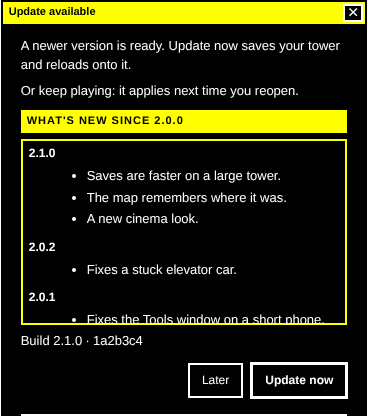 Update available
A newer version is ready. Update now saves your tower
and reloads onto it.
Or keep playing: it applies next time you reopen.
WHAT'S NEW SINCE 2.0.0
2.1.0
• Saves are faster on a large tower.
• The map remembers where it was.
• A new cinema look.
2.0.2
• Fixes a stuck elevator car.
2.0.1
• Fixes the Tools window on a short phone.
Build 2.1.0 · 1a2b3c4
Later
Update now